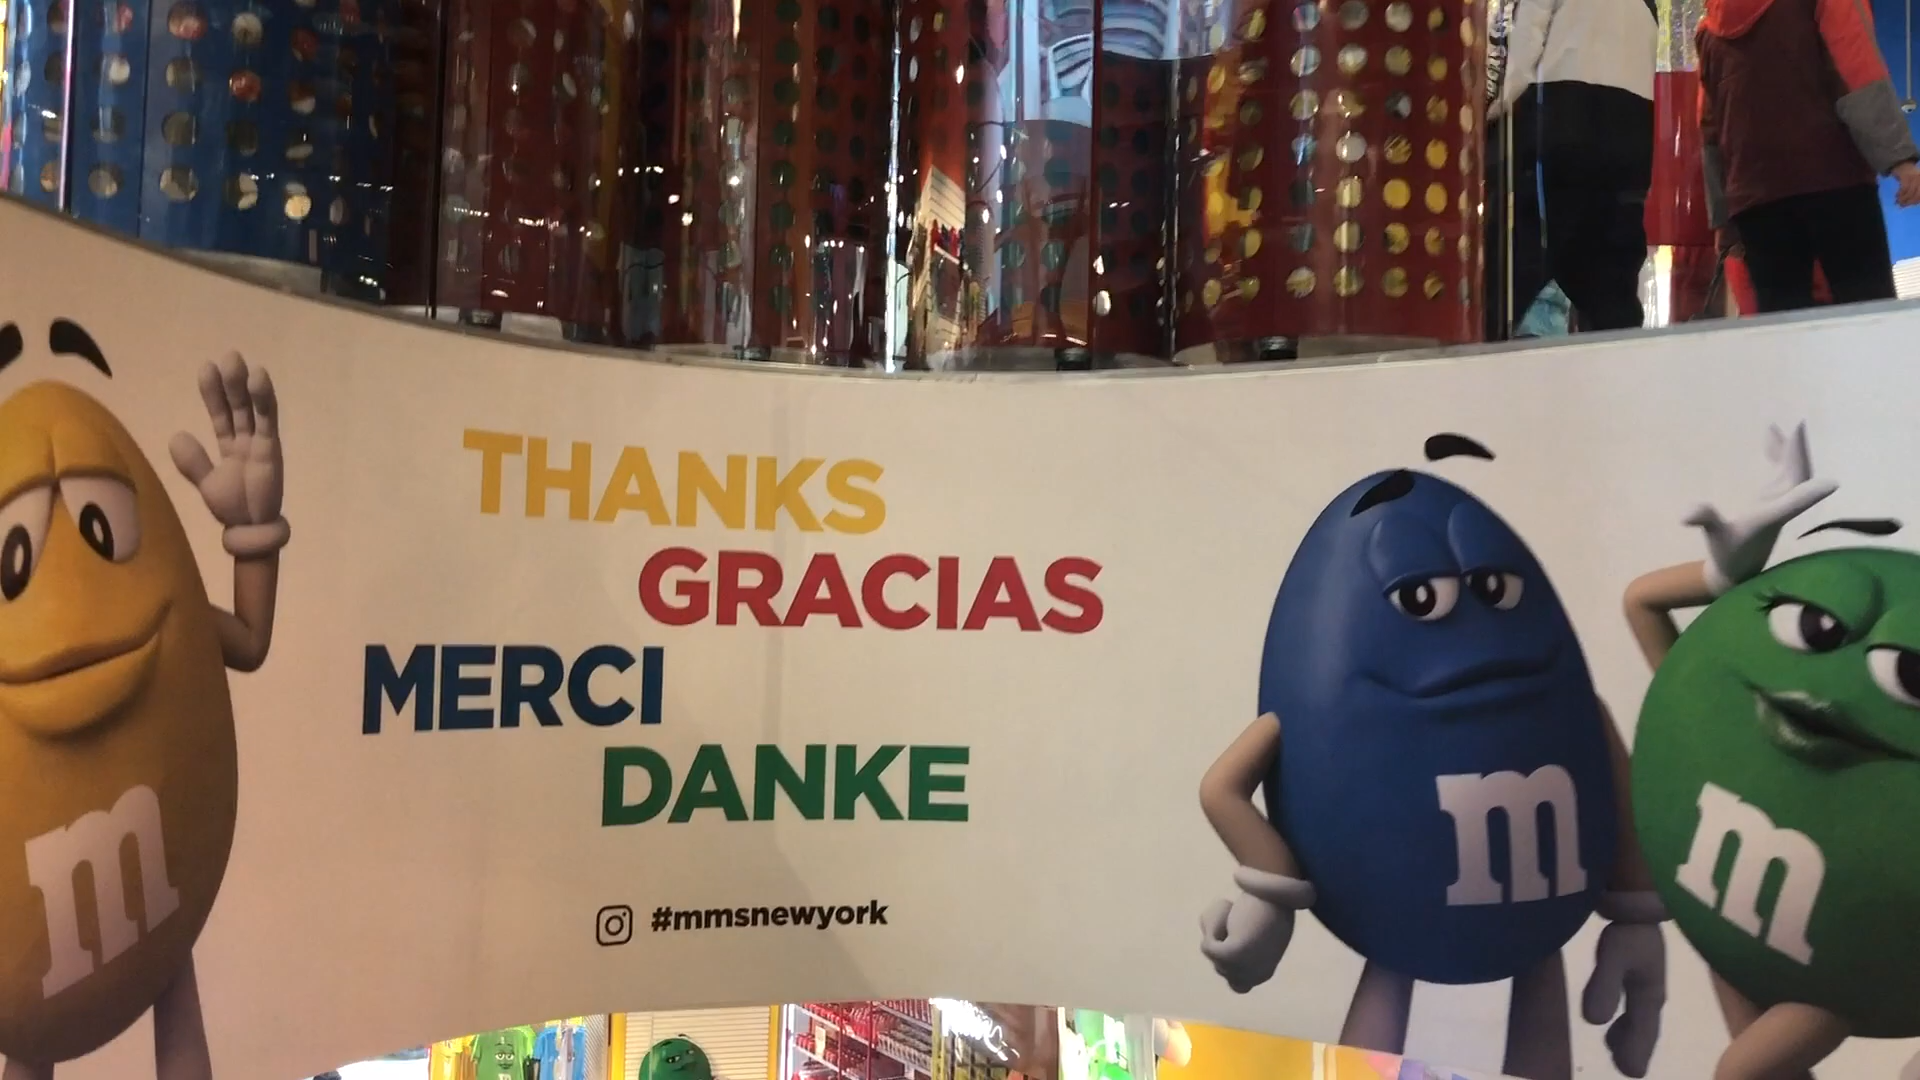 THANKS
GRACIAS
MERCI
DANKE
#mmsnewyork
m
m
m